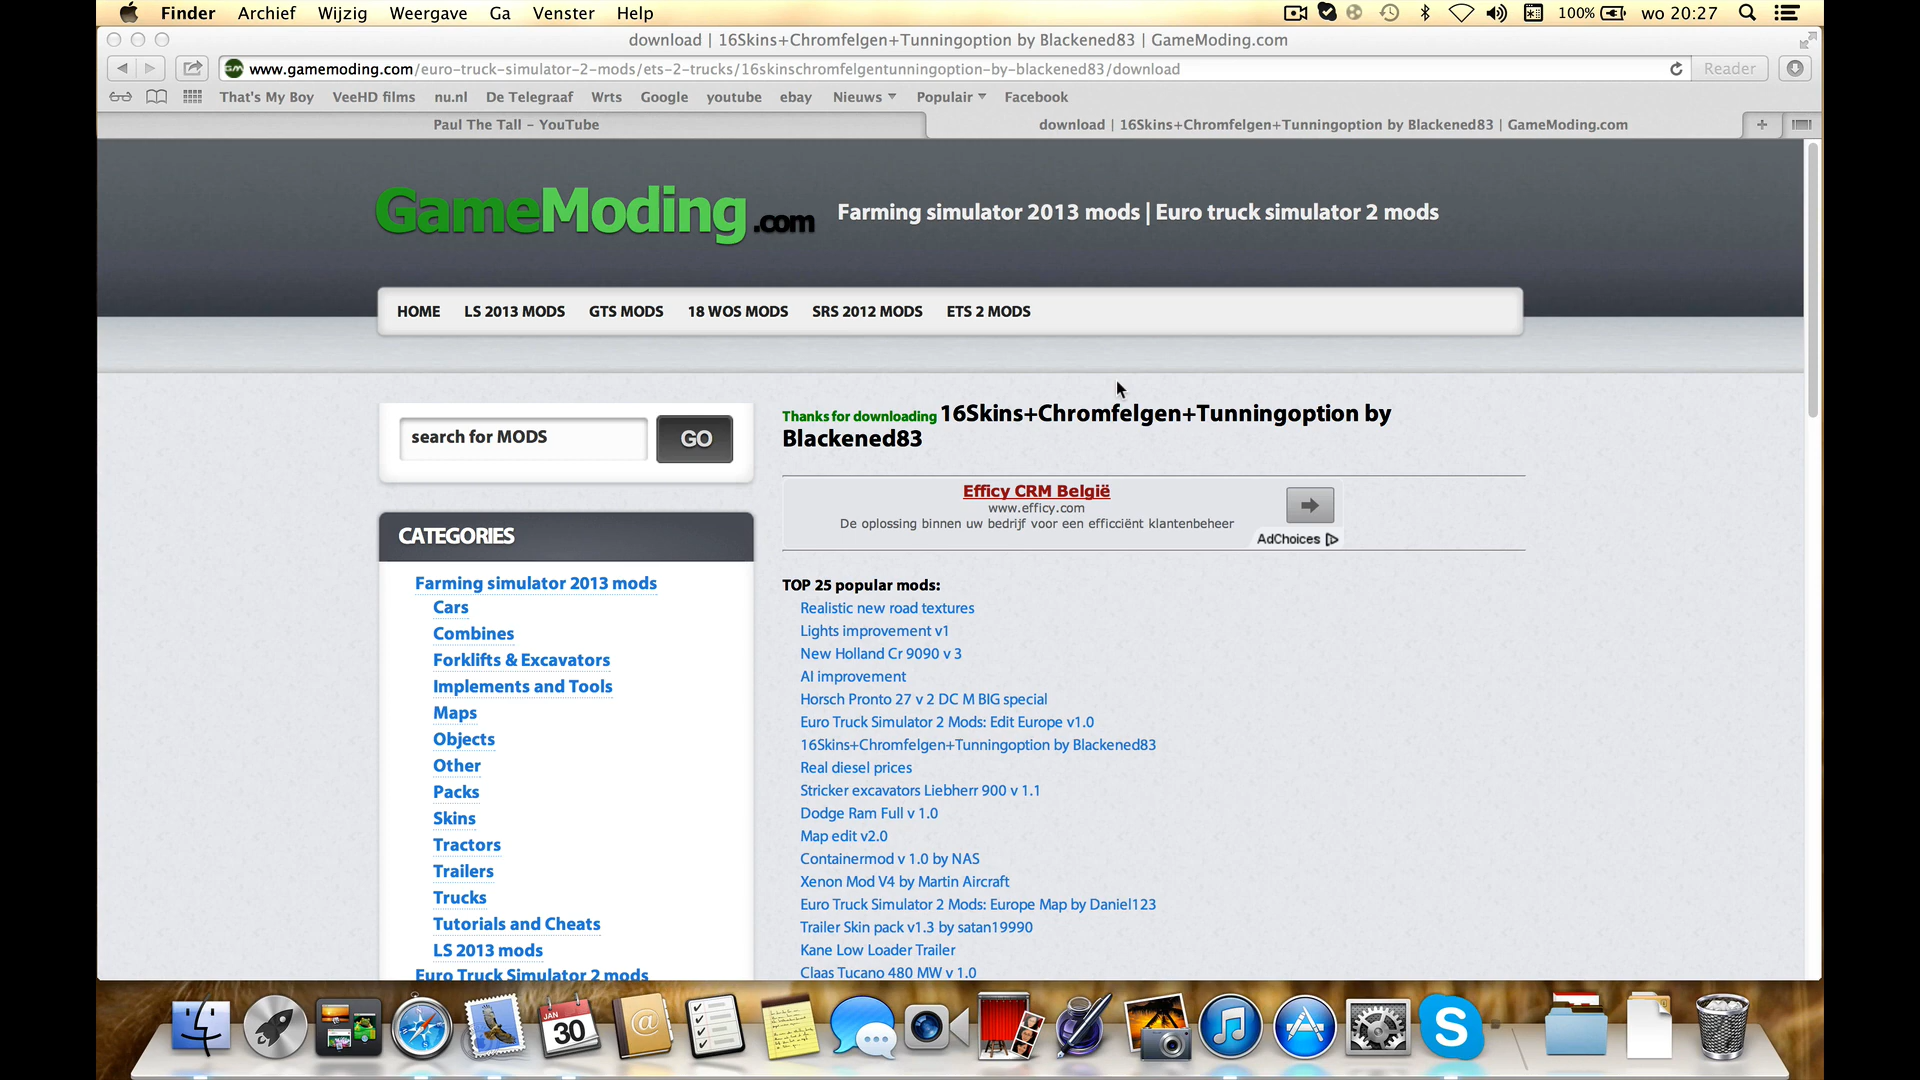 Finder Archief Wijzig Weergave Ga Venster Help 100% wo 20:27
download | 16Skins+Chromfelgen+Tunningoption by Blackened83 | GameModing.com
www.gamemoding.com/euro-truck-simulator-2-mods/ets-2-trucks/16skinschromfelgentunningoption-by-blackened83/download Reader
That's My Boy VeeHD films nu.nl De Telegraaf Wrts Google youtube ebay Nieuws Populair Facebook
Paul The Tall – YouTube download | 16Skins+Chromfelgen+Tunningoption by Blackened83 | GameModing.com
GameModing.com Farming simulator 2013 mods | Euro truck simulator 2 mods
HOME LS 2013 MODS GTS MODS 18 WOS MODS SRS 2012 MODS ETS 2 MODS
search for MODS GO
CATEGORIES
Farming simulator 2013 mods
Cars
Combines
Forklifts & Excavators
Implements and Tools
Maps
Objects
Other
Packs
Skins
Tractors
Trailers
Trucks
Tutorials and Cheats
LS 2013 mods
Euro Truck Simulator 2 mods
Thanks for downloading 16Skins+Chromfelgen+Tunningoption by
Blackened83
Efficy CRM België
www.efficy.com
De oplossing binnen uw bedrijf voor een efficciënt klantenbeheer
AdChoices
TOP 25 popular mods:
Realistic new road textures
Lights improvement v1
New Holland Cr 9090 v 3
AI improvement
Horsch Pronto 27 v 2 DC M BIG special
Euro Truck Simulator 2 Mods: Edit Europe v1.0
16Skins+Chromfelgen+Tunningoption by Blackened83
Real diesel prices
Stricker excavators Liebherr 900 v 1.1
Dodge Ram Full v 1.0
Map edit v2.0
Containermod v 1.0 by NAS
Xenon Mod V4 by Martin Aircraft
Euro Truck Simulator 2 Mods: Europe Map by Daniel123
Trailer Skin pack v1.3 by satan19990
Kane Low Loader Trailer
Claas Tucano 480 MW v 1.0
JAN
30